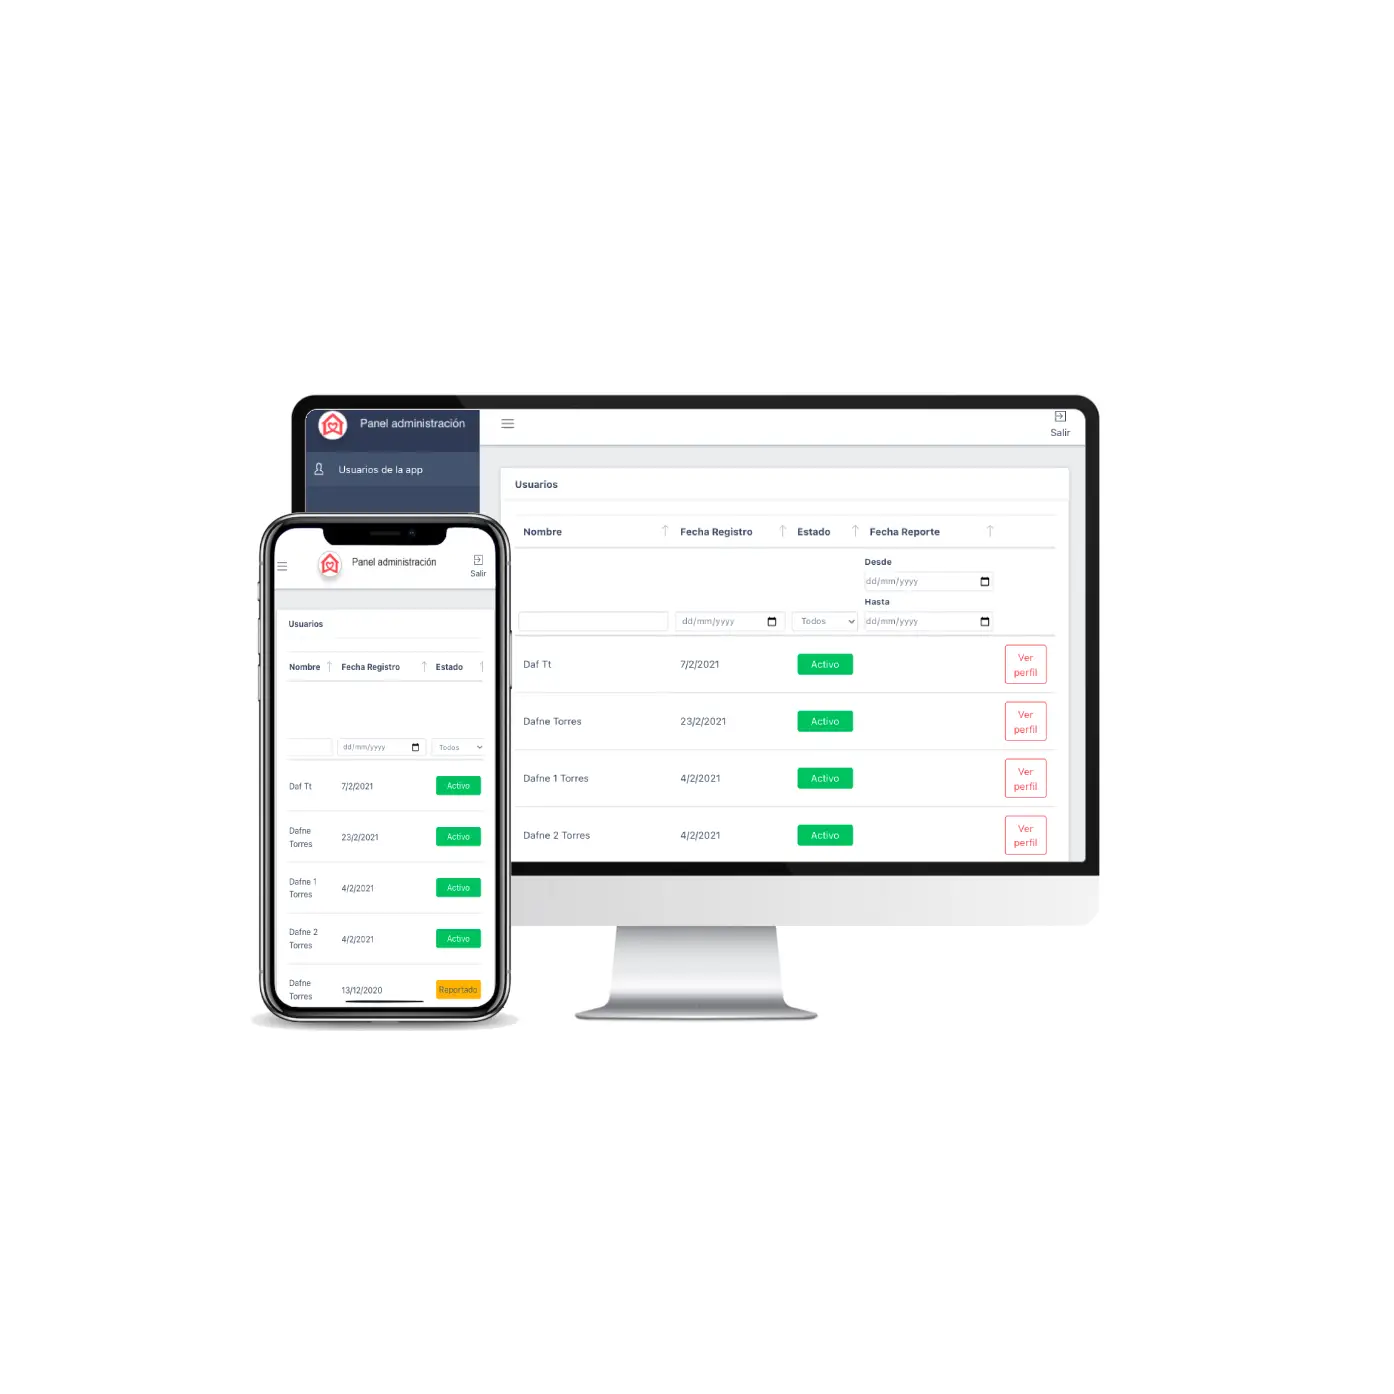 Panel administración
Salir
Usuarios de la app
Usuarios
Nombre Fecha Registro Estado Fecha Reporte
Desde
dd/mm/yyyy
Hasta
dd/mm/yyyy Todos dd/mm/yyyy
Daf Tt 7/2/2021 Activo Ver perfil
Dafne Torres 23/2/2021 Activo Ver perfil
Dafne 1 Torres 4/2/2021 Activo Ver perfil
Dafne 2 Torres 4/2/2021 Activo Ver perfil
Panel administración
Salir
Usuarios
Nombre Fecha Registro Estado
dd/mm/yyyy Todos
Daf Tt 7/2/2021 Activo
Dafne Torres 23/2/2021 Activo
Dafne 1 Torres 4/2/2021 Activo
Dafne 2 Torres 4/2/2021 Activo
Dafne Torres 13/12/2020 Reportado